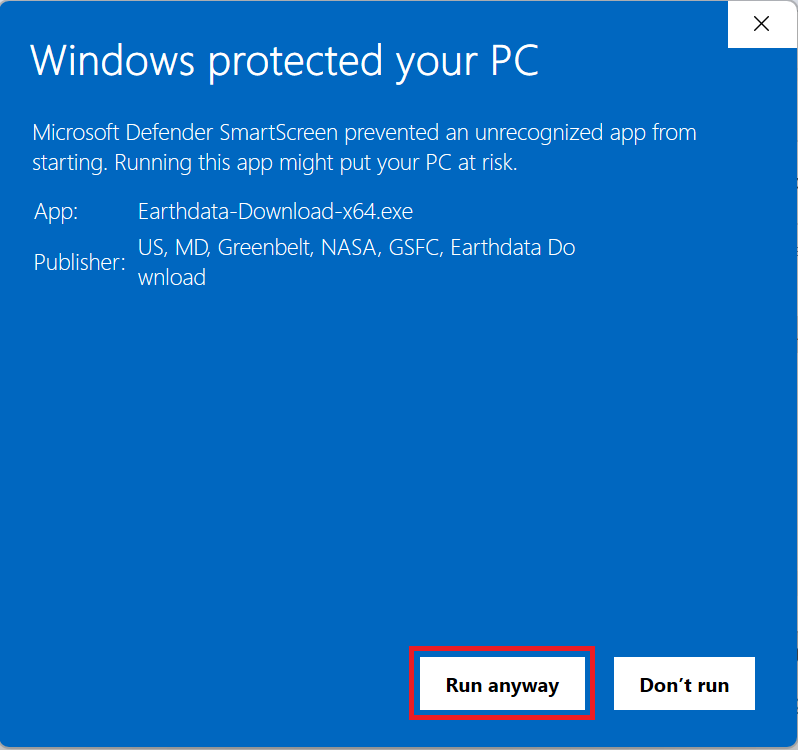 Windows protected your PC
Microsoft Defender SmartScreen prevented an unrecognized app from
starting. Running this app might put your PC at risk.
App: Earthdata-Download-x64.exe
Publisher: US, MD, Greenbelt, NASA, GSFC, Earthdata Do
wnload
Run anyway Don’t run